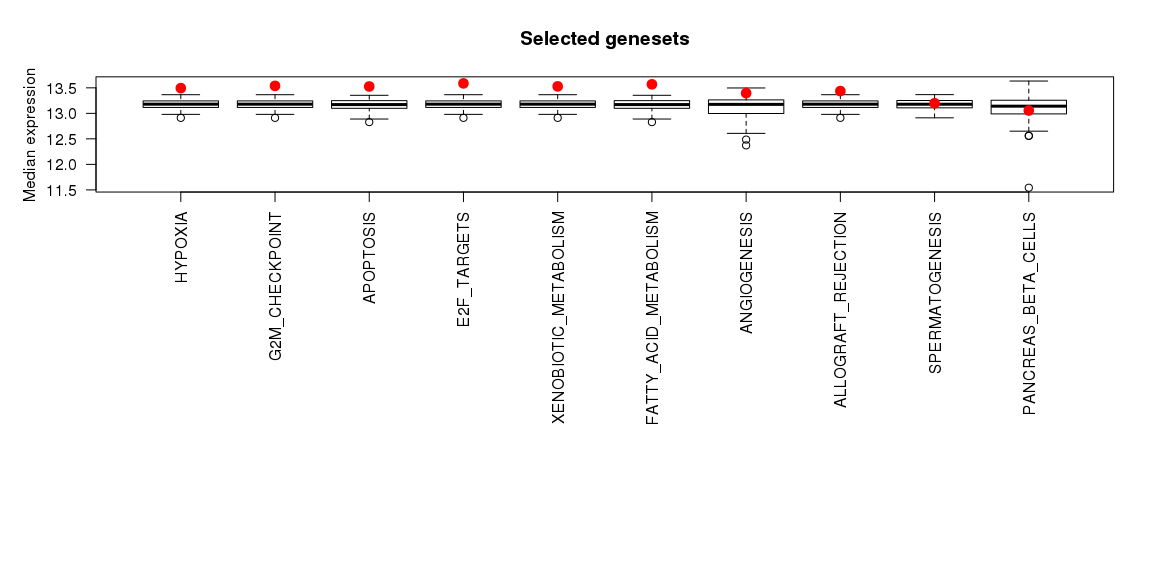 Selected genesets
Median expression
13.5
13.0
12.5
12.0
11.5
HYPOXIA
G2M_CHECKPOINT
APOPTOSIS
E2F_TARGETS
XENOBIOTIC_METABOLISM
FATTY_ACID_METABOLISM
ANGIOGENESIS
ALLOGRAFT_REJECTION
SPERMATOGENESIS
PANCREAS_BETA_CELLS